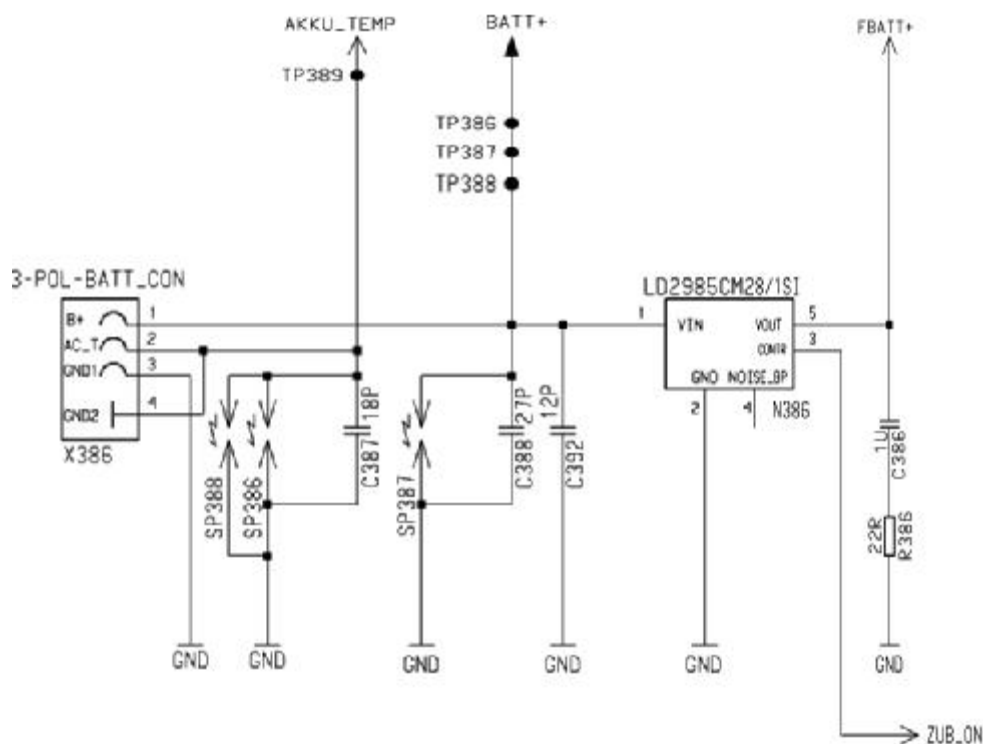 AKKU_TEMP
BATT+
FBATT+
TP389
TP386
TP387
TP388
3-POL-BATT_CON
LD2985CM28/1SI
B+
1
1
VIN
VOUT
5
AC_T
2
CONTR
3
GND1
3
GND
NOISE_BP
GND2
4
2
4
N386
X386
SP388
SP386
18P
C387
SP387
27P
C388
12P
C392
1U
C386
22R
R386
GND
GND
GND
GND
GND
GND
ZUB_ON